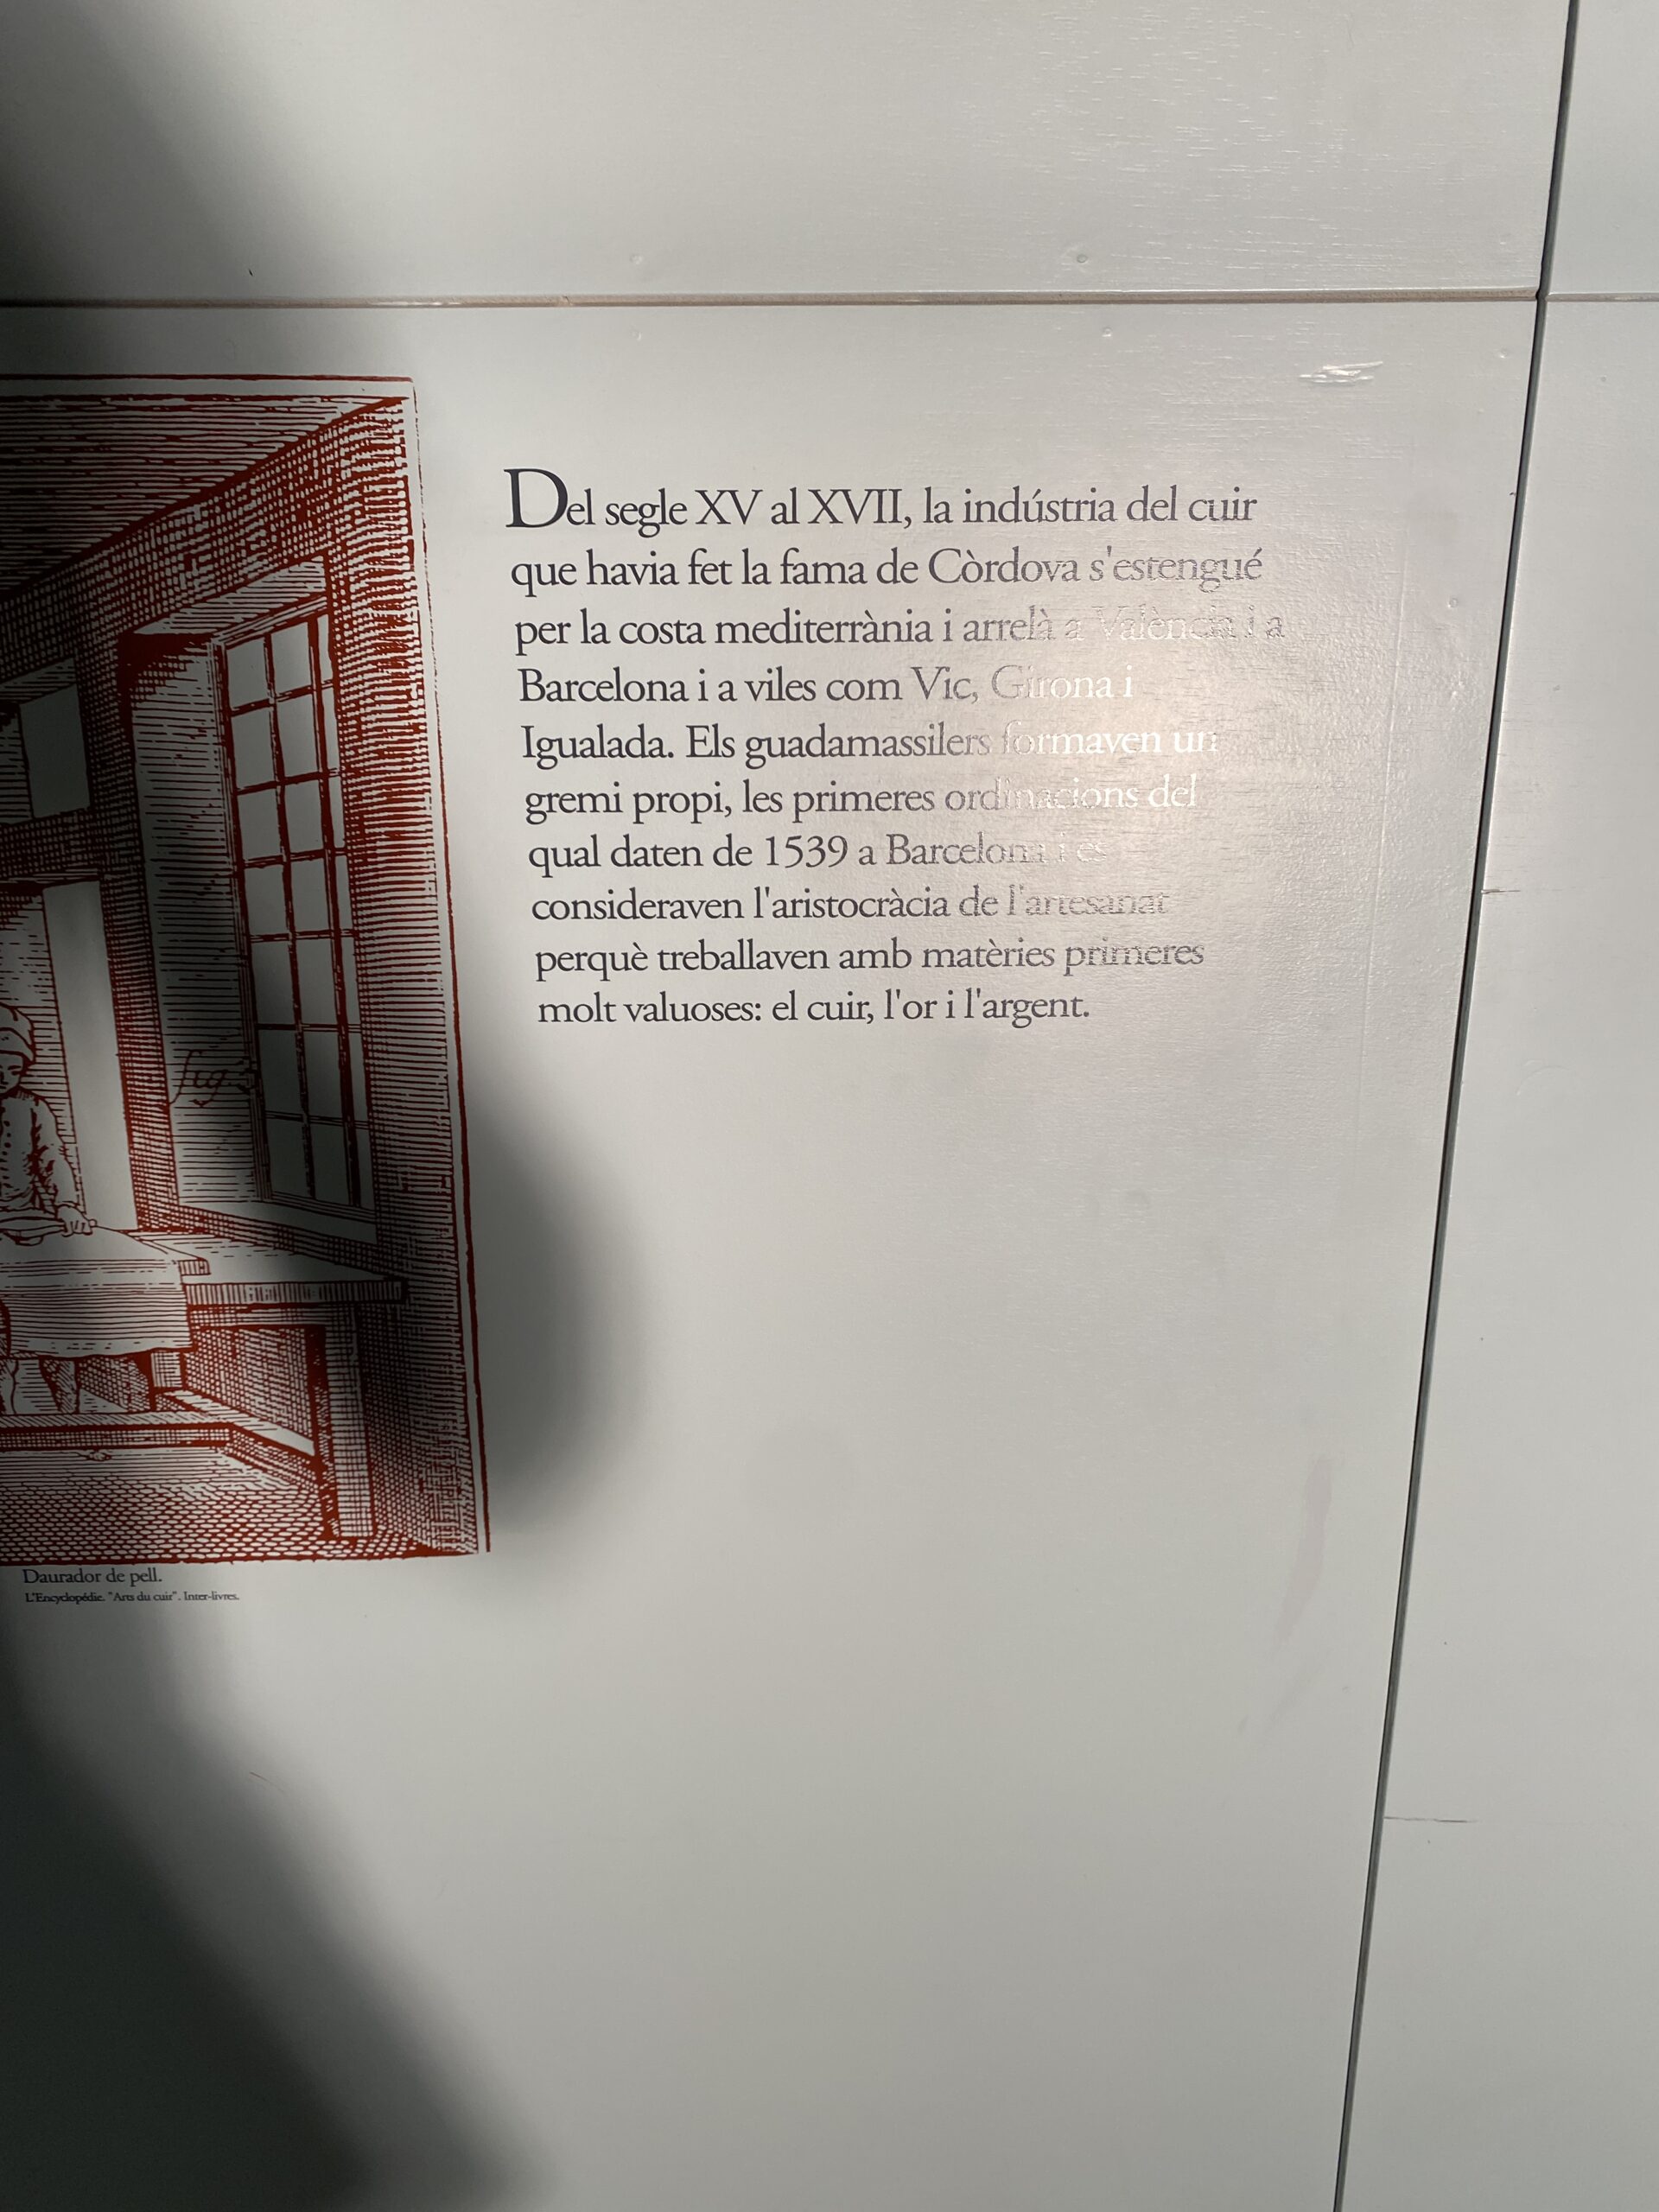 Del segle XV al XVII, la indústria del cuir
que havia fet la fama de Còrdova s'estengué
per la costa mediterrània i arrelà a València i a
Barcelona i a viles com Vic, Girona i
Igualada. Els guadamassilers formaven un
gremi propi, les primeres ordinacions del
qual daten de 1539 a Barcelona i es
consideraven l'aristocràcia de l'artesanat
perquè treballaven amb matèries primeres
molt valuoses: el cuir, l'or i l'argent.
fig. 3
Daurador de pell.
L'Encyclopédie. "Arts du cuir". Inter-livres.